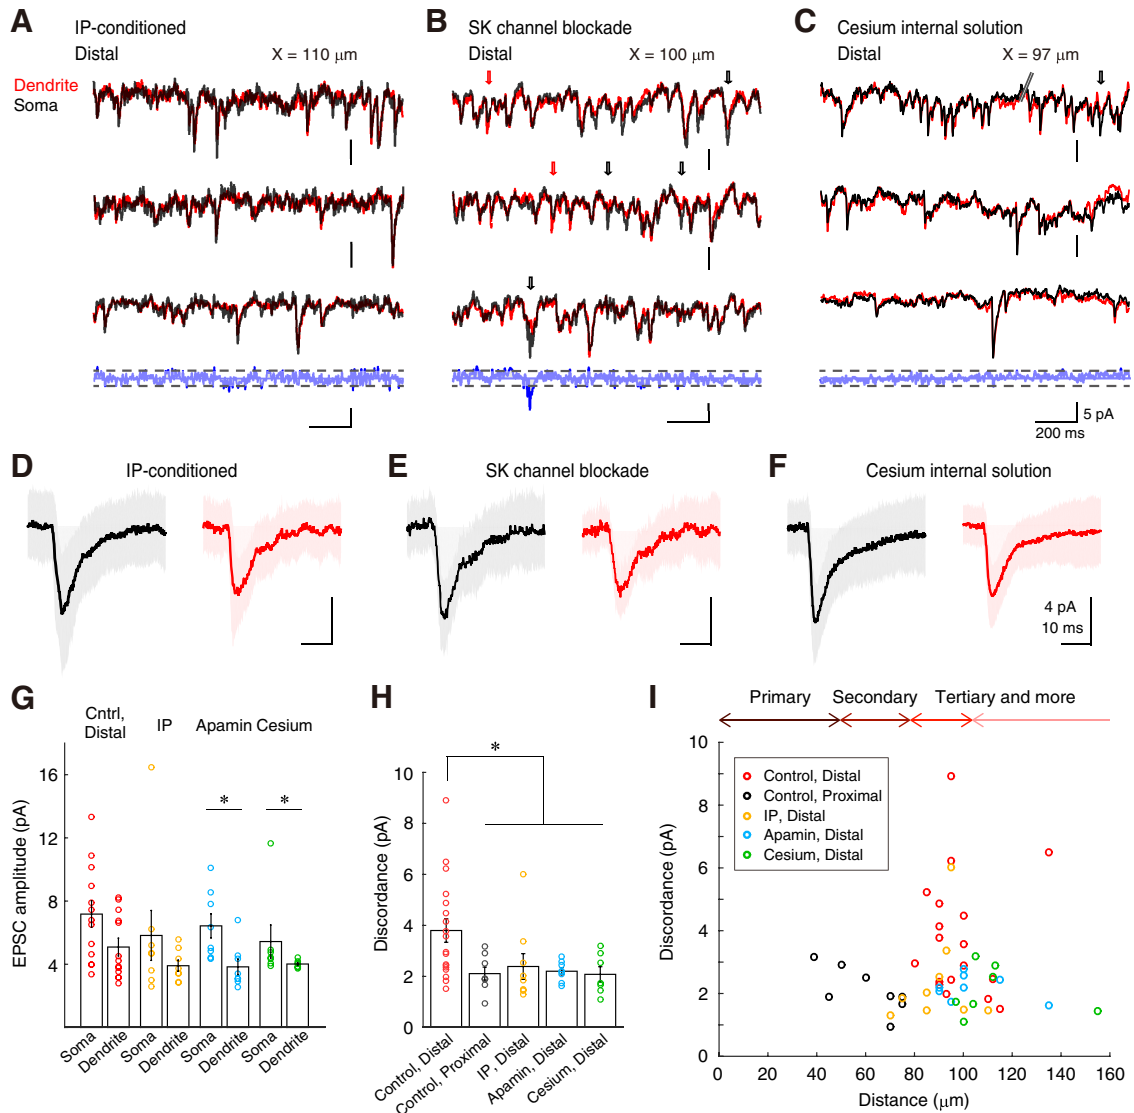 A
IP-conditioned
Distal
X = 110 μm
B
SK channel blockade
Distal
X = 100 μm
C
Cesium internal solution
Distal
X = 97 μm
Dendrite
Soma
5 pA
200 ms
D
IP-conditioned
E
SK channel blockade
F
Cesium internal solution
4 pA
10 ms
G
Cntrl,
Distal
IP
Apamin
Cesium
*
*
EPSC amplitude (pA)
16
12
8
4
Soma
Dendrite
Soma
Dendrite
Soma
Dendrite
Soma
Dendrite
H
*
Discordance (pA)
10
8
6
4
2
0
Control, Distal
Control, Proximal
IP, Distal
Apamin, Distal
Cesium, Distal
I
Primary
Secondary
Tertiary and more
Control, Distal
Control, Proximal
IP, Distal
Apamin, Distal
Cesium, Distal
Discordance (pA)
10
8
6
4
2
0
0
20
40
60
80
100
120
140
160
Distance (μm)